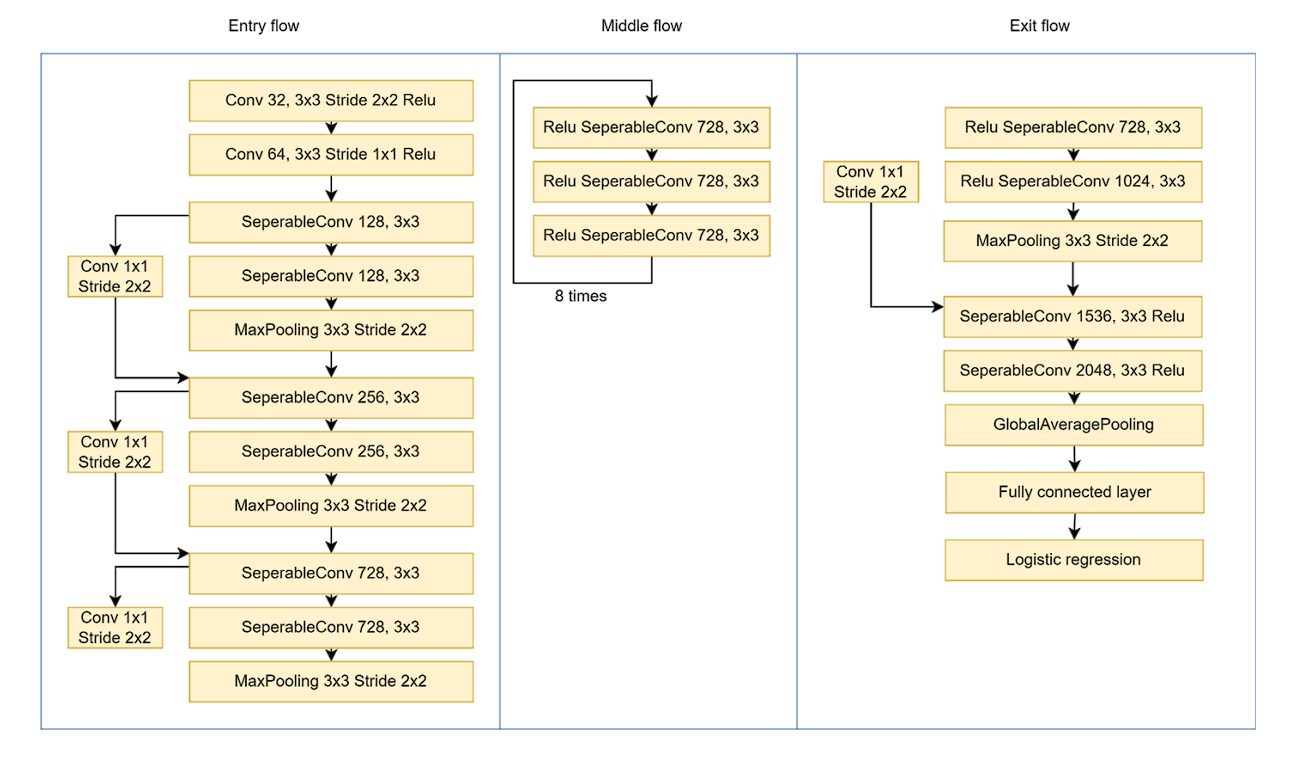 Entry flow
Conv 32, 3x3 Stride 2x2 Relu
Conv 64, 3x3 Stride 1x1 Relu
SeperableConv 128, 3x3
Conv 1x1
Stride 2x2
SeperableConv 128, 3x3
MaxPooling 3x3 Stride 2x2
SeperableConv 256, 3x3
Conv 1x1
Stride 2x2
SeperableConv 256, 3x3
MaxPooling 3x3 Stride 2x2
SeperableConv 728, 3x3
Conv 1x1
Stride 2x2
SeperableConv 728, 3x3
MaxPooling 3x3 Stride 2x2
Middle flow
Relu SeperableConv 728, 3x3
Relu SeperableConv 728, 3x3
Relu SeperableConv 728, 3x3
8 times
Exit flow
Relu SeperableConv 728, 3x3
Conv 1x1
Stride 2x2
Relu SeperableConv 1024, 3x3
MaxPooling 3x3 Stride 2x2
SeperableConv 1536, 3x3 Relu
SeperableConv 2048, 3x3 Relu
GlobalAveragePooling
Fully connected layer
Logistic regression